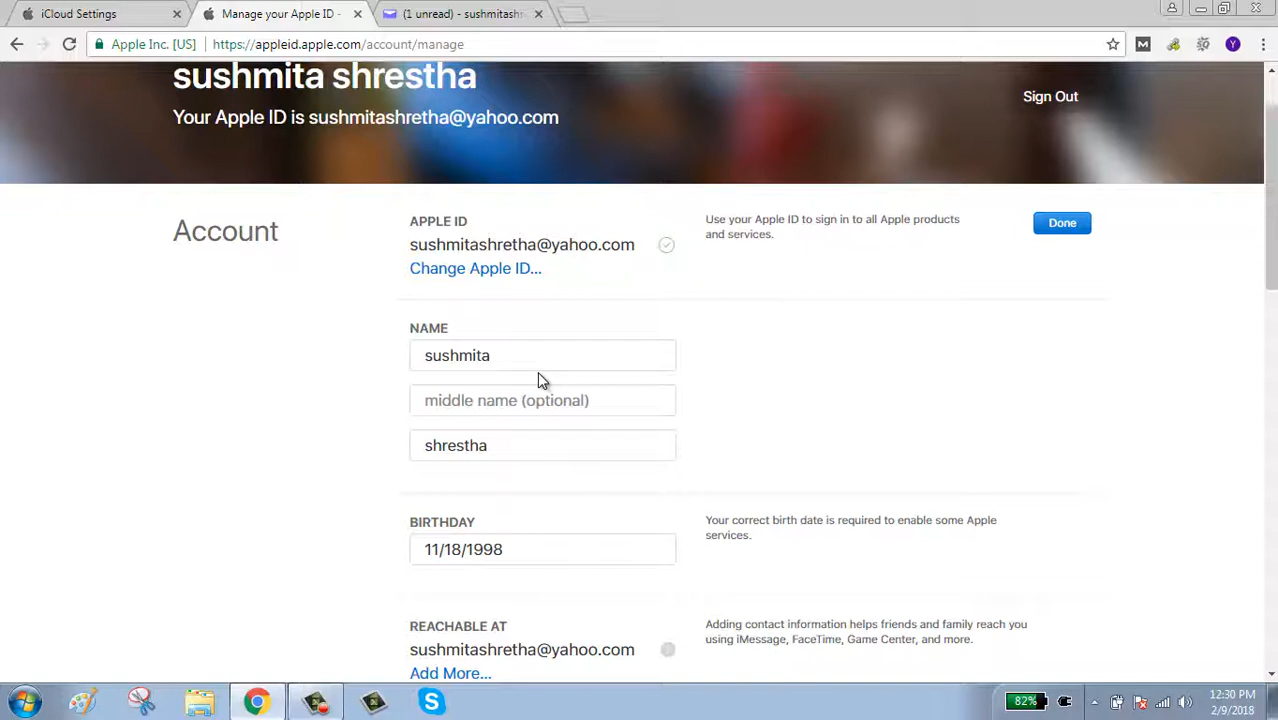 iCloud Settings
Manage your Apple ID -
(1 unread) - sushmitash
Apple Inc. [US]
https://appleid.apple.com/account/manage
M
Y
sushmita shrestha
Your Apple ID is sushmitashretha@yahoo.com
Sign Out
Account
APPLE ID
sushmitashretha@yahoo.com
Change Apple ID...
Use your Apple ID to sign in to all Apple products
and services.
Done
NAME
sushmita
middle name (optional)
shrestha
BIRTHDAY
11/18/1998
Your correct birth date is required to enable some Apple
services.
REACHABLE AT
sushmitashretha@yahoo.com
Add More...
Adding contact information helps friends and family reach you
using iMessage, FaceTime, Game Center, and more.
82%
12:30 PM
2/9/2018